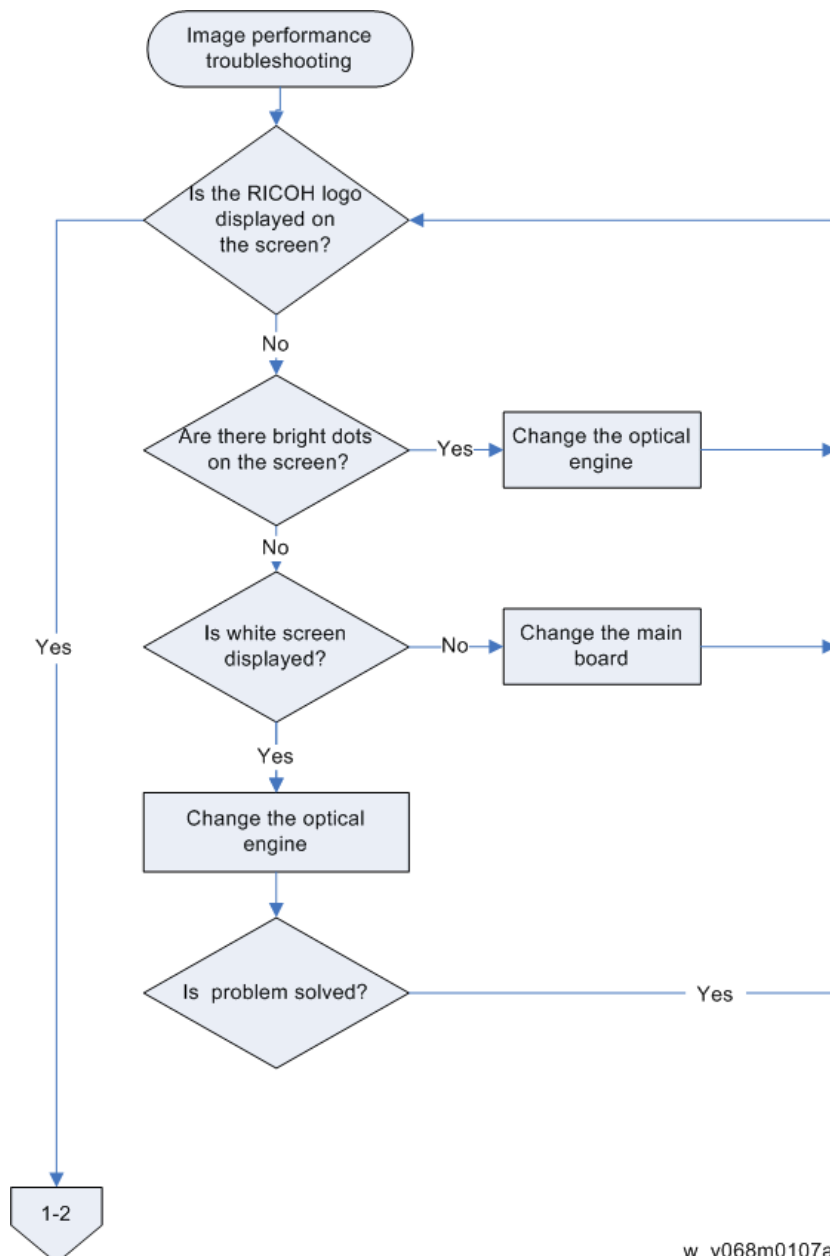 Image performance
troubleshooting
Is the RICOH logo
displayed on
the screen?
No
Are there bright dots
on the screen?
Yes
Change the optical
engine
No
Is white screen
displayed?
No
Change the main
board
Yes
Yes
Change the optical
engine
Is problem solved?
Yes
1-2
w_v068m0107a